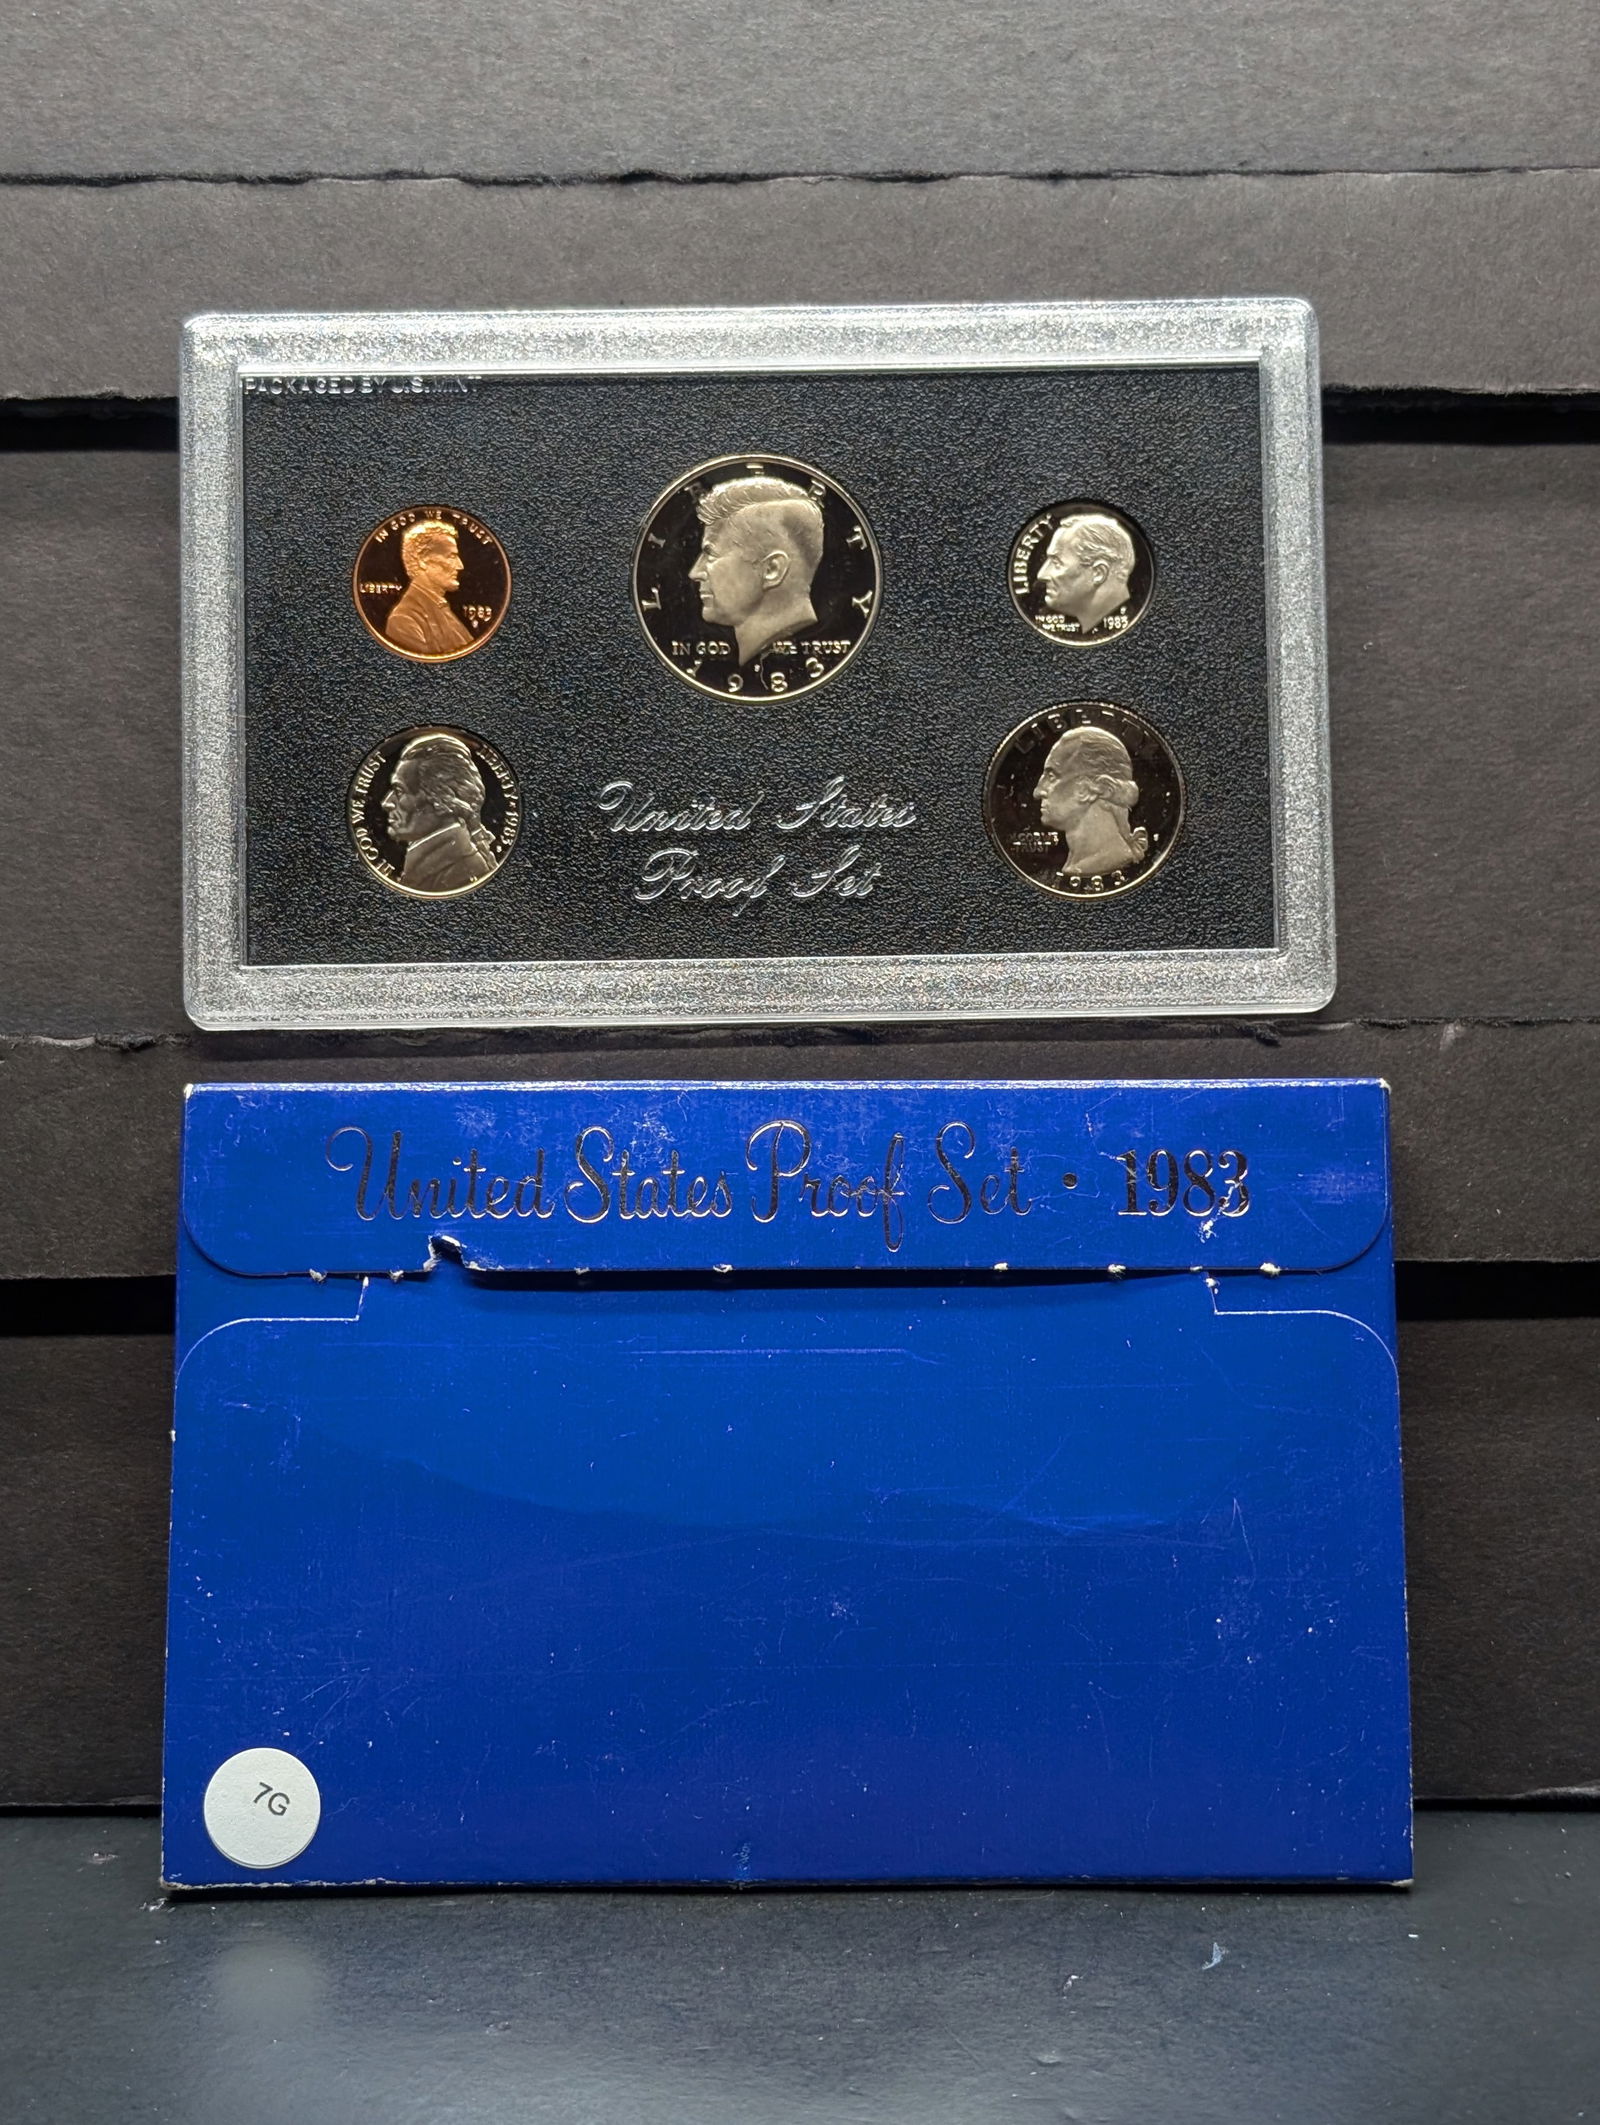 PACKAGED BY U.S. MINT
IN GOD WE TRUST
LIBERTY
1983
S
LIBERTY
IN GOD WE TRUST
1983
LIBERTY
IN GOD
WE TRUST
1983
S
IN GOD WE TRUST
LIBERTY 1983
S
United States
Proof Set
LIBERTY
IN GOD WE
TRUST
1983
United States Proof Set • 1983
7G